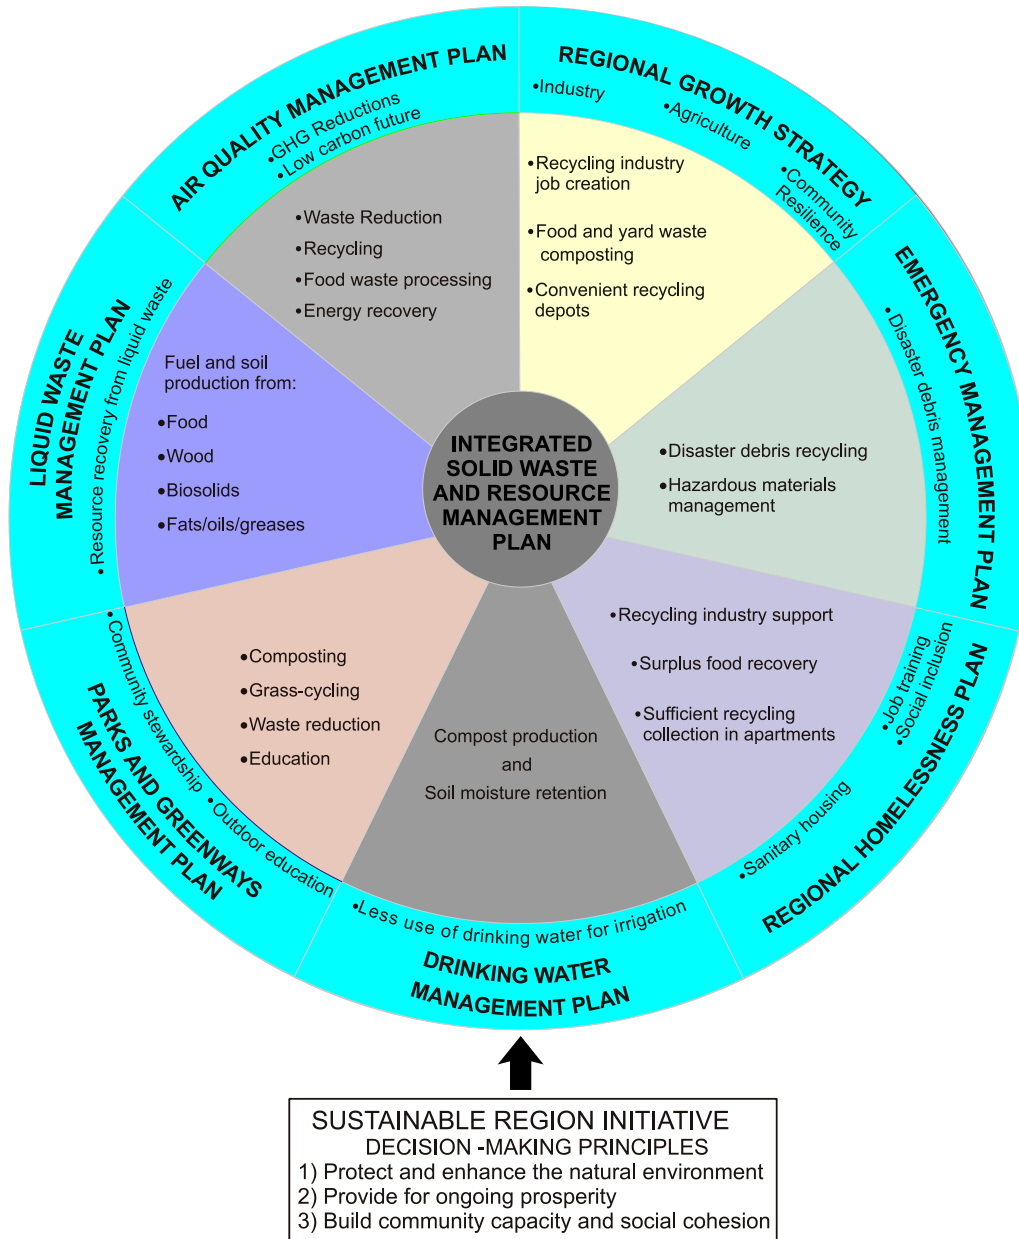 AIR QUALITY MANAGEMENT PLAN
•GHG Reductions
•Low carbon future
•Waste Reduction
•Recycling
•Food waste processing
•Energy recovery
REGIONAL GROWTH STRATEGY
•Industry
•Agriculture
•Community
Resilience
•Recycling industry
job creation
•Food and yard waste
composting
•Convenient recycling
depots
EMERGENCY MANAGEMENT PLAN
•Disaster debris management
•Disaster debris recycling
•Hazardous materials
management
REGIONAL HOMELESSNESS PLAN
•Job training
•Social inclusion
•Sanitary housing
•Recycling industry support
•Surplus food recovery
•Sufficient recycling
collection in apartments
Compost production
and
Soil moisture retention
•Less use of drinking water for irrigation
DRINKING WATER
MANAGEMENT PLAN
PARKS AND GREENWAYS
MANAGEMENT PLAN
•Community stewardship
•Outdoor education
•Composting
•Grass-cycling
•Waste reduction
•Education
LIQUID WASTE
MANAGEMENT PLAN
•Resource recovery from liquid waste
Fuel and soil
production from:
•Food
•Wood
•Biosolids
•Fats/oils/greases
INTEGRATED
SOLID WASTE
AND RESOURCE
MANAGEMENT
PLAN
SUSTAINABLE REGION INITIATIVE
DECISION -MAKING PRINCIPLES
1) Protect and enhance the natural environment
2) Provide for ongoing prosperity
3) Build community capacity and social cohesion